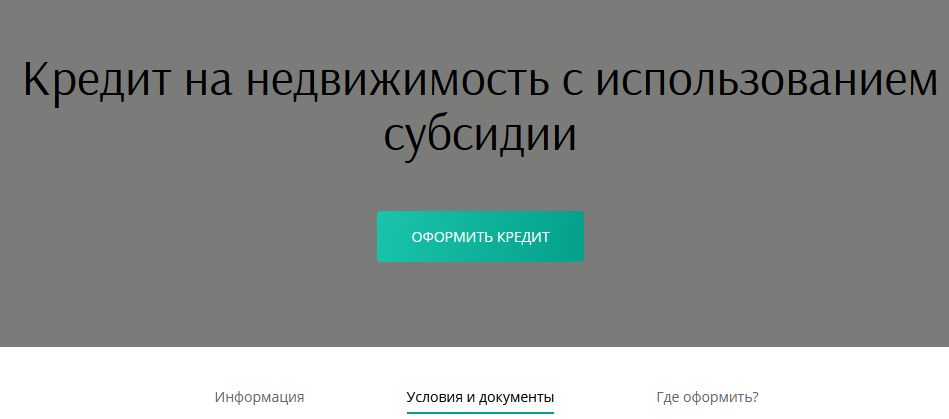 Кредит на недвижимость с использованием
субсидии
ОФОРМИТЬ КРЕДИТ
Информация
Условия и документы
Где оформить?